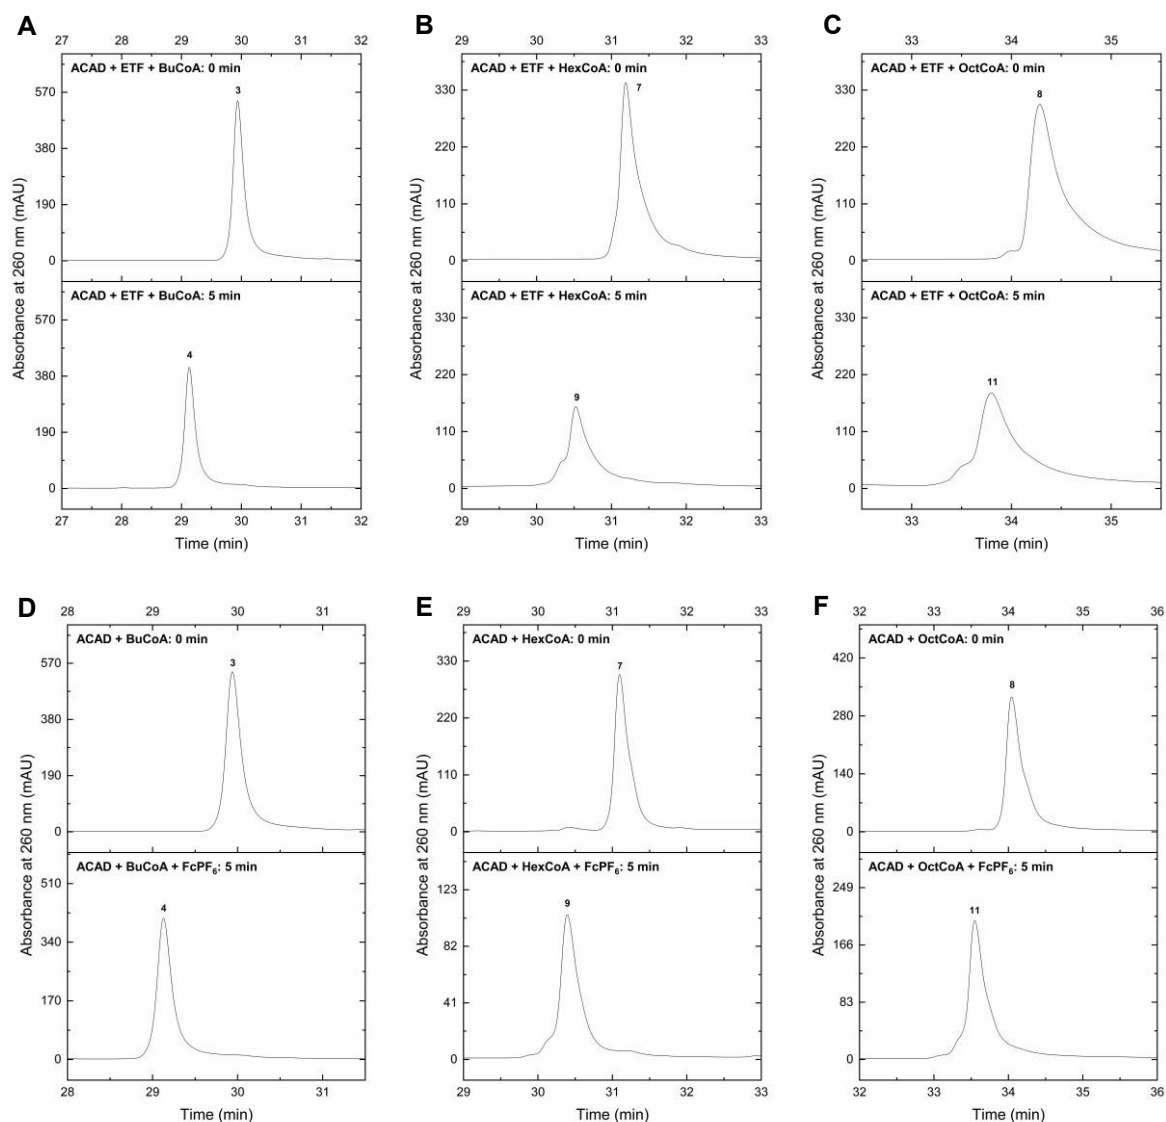 A
27 28 29 30 31 32
ACAD + ETF + BuCoA: 0 min
3
570
380
190
0
ACAD + ETF + BuCoA: 5 min
4
570
380
190
0
27 28 29 30 31 32
Time (min)
Absorbance at 260 nm (mAU)
B
29 30 31 32 33
ACAD + ETF + HexCoA: 0 min
7
330
220
110
0
ACAD + ETF + HexCoA: 5 min
9
330
220
110
0
29 30 31 32 33
Time (min)
Absorbance at 260 nm (mAU)
C
33 34 35
ACAD + ETF + OctCoA: 0 min
8
330
220
110
0
ACAD + ETF + OctCoA: 5 min
11
330
220
110
0
33 34 35
Time (min)
Absorbance at 260 nm (mAU)
D
28 29 30 31
ACAD + BuCoA: 0 min
3
570
380
190
0
ACAD + BuCoA + FcPF₆: 5 min
4
510
340
170
0
28 29 30 31
Time (min)
Absorbance at 260 nm (mAU)
E
29 30 31 32 33
ACAD + HexCoA: 0 min
7
330
220
110
0
ACAD + HexCoA + FcPF₆: 5 min
9
123
82
41
0
29 30 31 32 33
Time (min)
Absorbance at 260 nm (mAU)
F
32 33 34 35 36
ACAD + OctCoA: 0 min
8
420
280
140
0
ACAD + OctCoA + FcPF₆: 5 min
11
249
166
83
0
32 33 34 35 36
Time (min)
Absorbance at 260 nm (mAU)